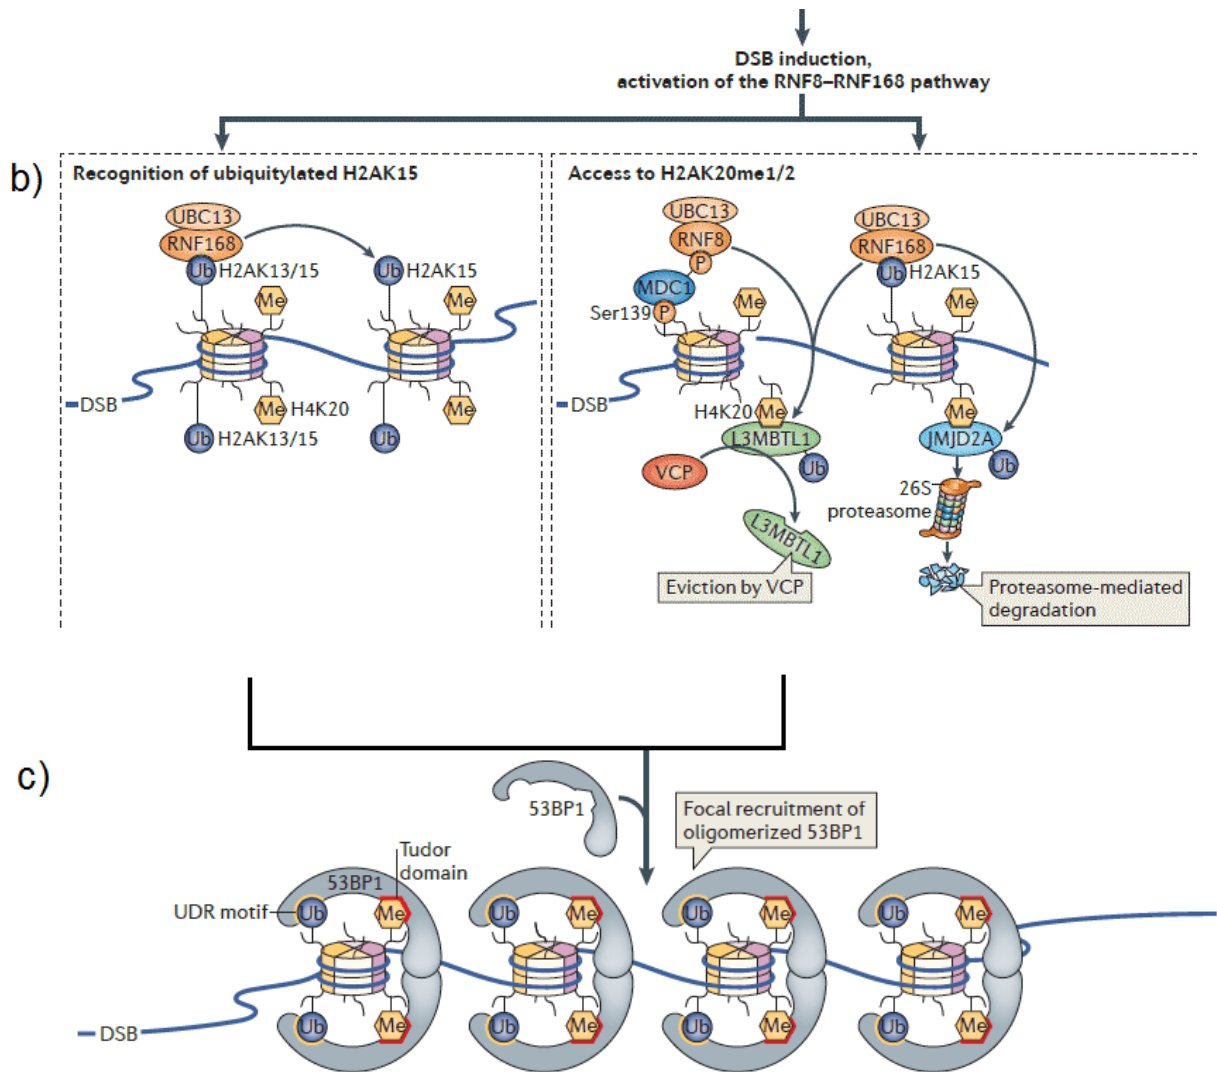 DSB induction,
activation of the RNF8–RNF168 pathway
b)
Recognition of ubiquitylated H2AK15
UBC13
RNF168
Ub H2AK13/15
Ub H2AK15
Me
Me
DSB
Me H4K20
Me
Ub H2AK13/15
Ub
Access to H2AK20me1/2
UBC13
RNF8
P
MDC1
Ser139 P
Me
UBC13
RNF168
Ub H2AK15
Me
DSB
H4K20 Me
L3MBTL1
Ub
VCP
L3MBTL1
Eviction by VCP
Me
JMJD2A
Ub
26S
proteasome
Proteasome-mediated
degradation
c)
53BP1
Focal recruitment of
oligomerized 53BP1
Tudor
domain
53BP1
UDR motif
Ub Me Ub Me Ub Me Ub Me
Ub Me Ub Me Ub Me Ub Me
DSB